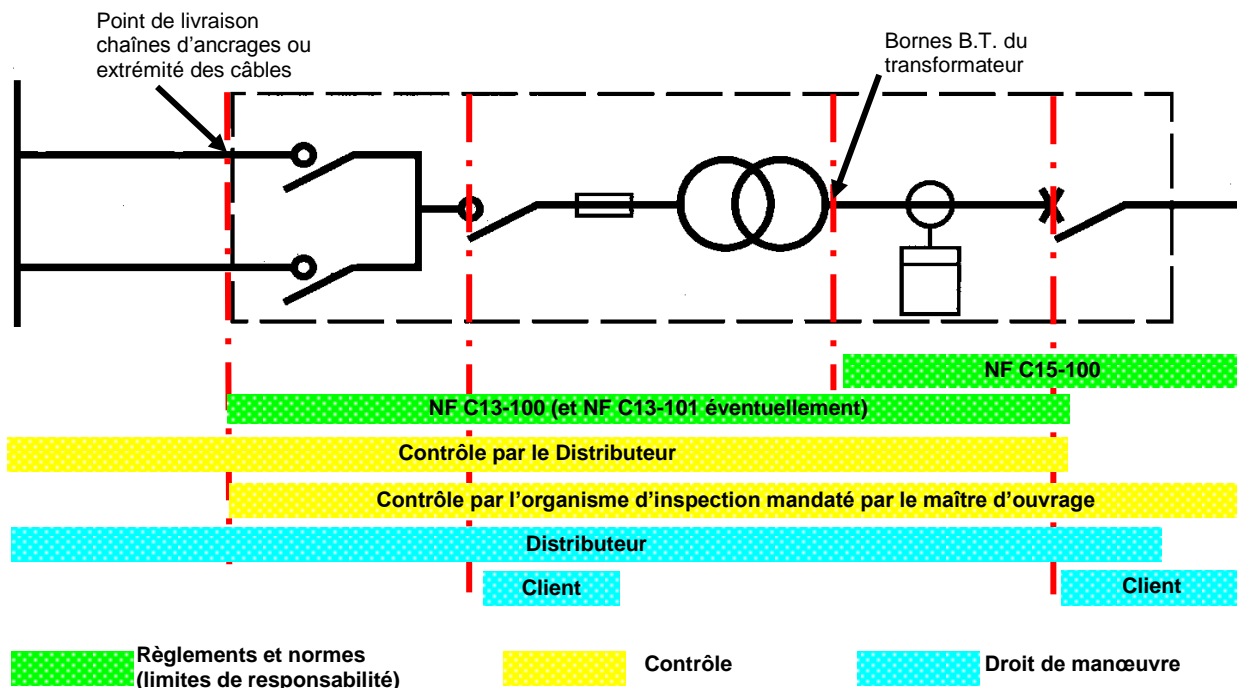 Point de livraison
chaînes d'ancrages ou
extrémité des câbles
Bornes B.T. du
transformateur
NF C15-100
NF C13-100 (et NF C13-101 éventuellement)
Contrôle par le Distributeur
Contrôle par l'organisme d'inspection mandaté par le maître d'ouvrage
Distributeur
Client
Client
Règlements et normes
(limites de responsabilité)
Contrôle
Droit de manœuvre